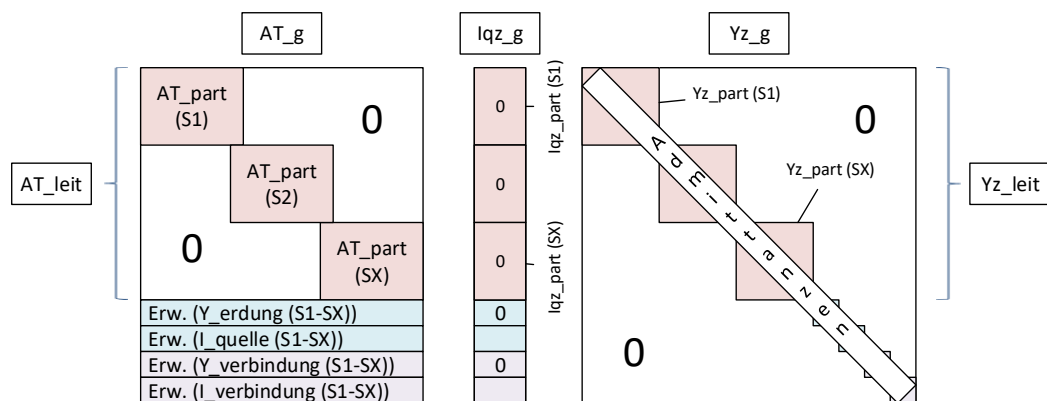 AT_g
Iqz_g
Yz_g
AT_leit
AT_part
(S1)
0
AT_part
(S2)
0
AT_part
(SX)
Erw. (Y_erdung (S1-SX))
Erw. (I_quelle (S1-SX))
Erw. (Y_verbindung (S1-SX))
Erw. (I_verbindung (S1-SX))
0
0
0
0
0
Iqz_part (S1)
Iqz_part (SX)
Yz_part (S1)
0
Yz_part (SX)
Admittanzen
0
Yz_leit